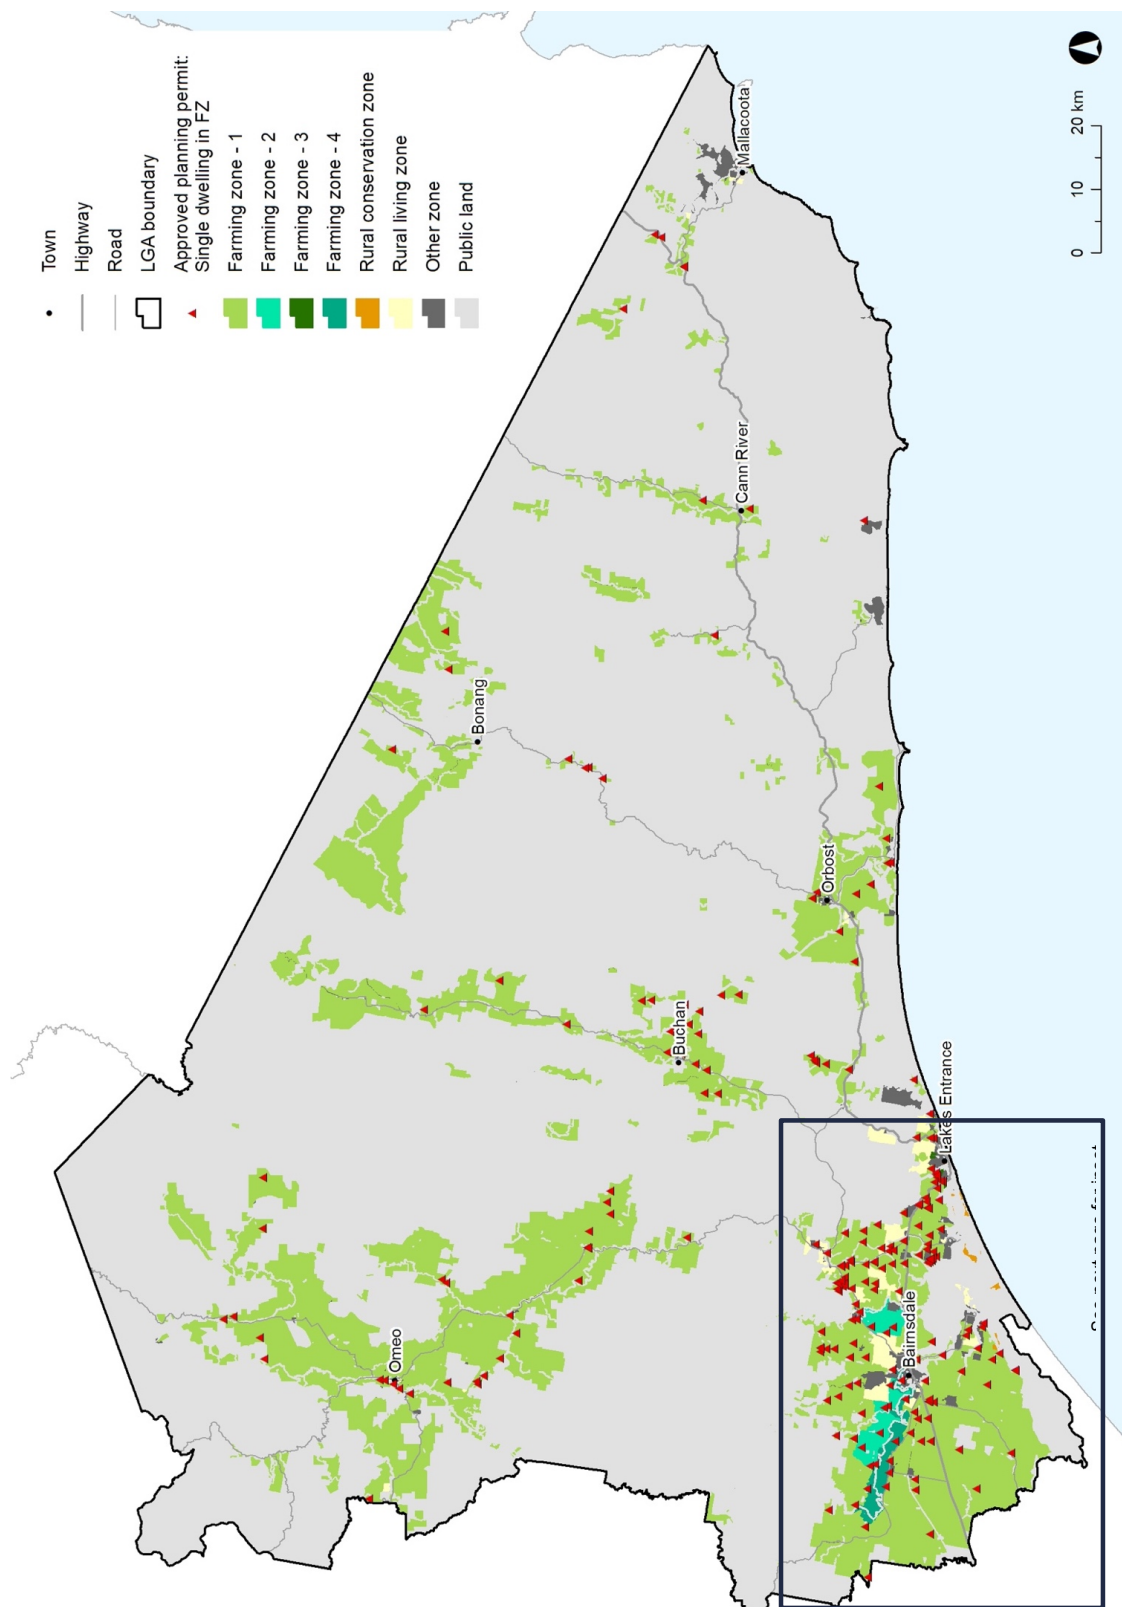 Town
Highway
Road
LGA boundary
Approved planning permit:
Single dwelling in FZ
Farming zone - 1
Farming zone - 2
Farming zone - 3
Farming zone - 4
Rural conservation zone
Rural living zone
Other zone
Public land
Mallacoota
Cann River
Bonang
Orbost
Buchan
Lakes Entrance
Omeo
Bairnsdale
0 10 20 km